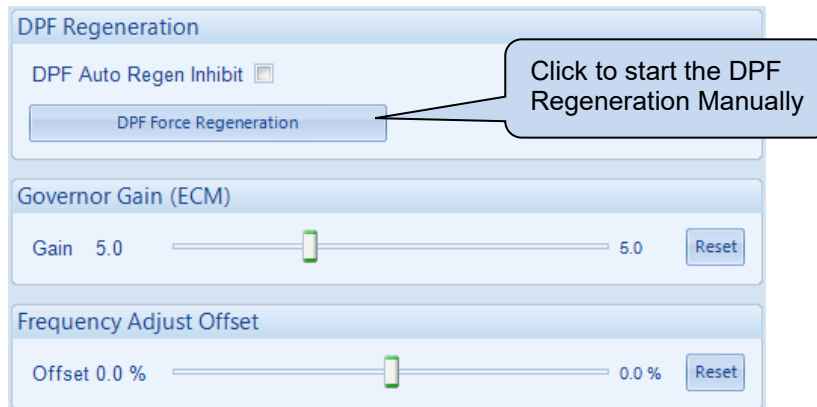 DPF Regeneration
DPF Auto Regen Inhibit
Click to start the DPF
Regeneration Manually
DPF Force Regeneration
Governor Gain (ECM)
Gain 5.0 5.0 Reset
Frequency Adjust Offset
Offset 0.0 % 0.0 % Reset